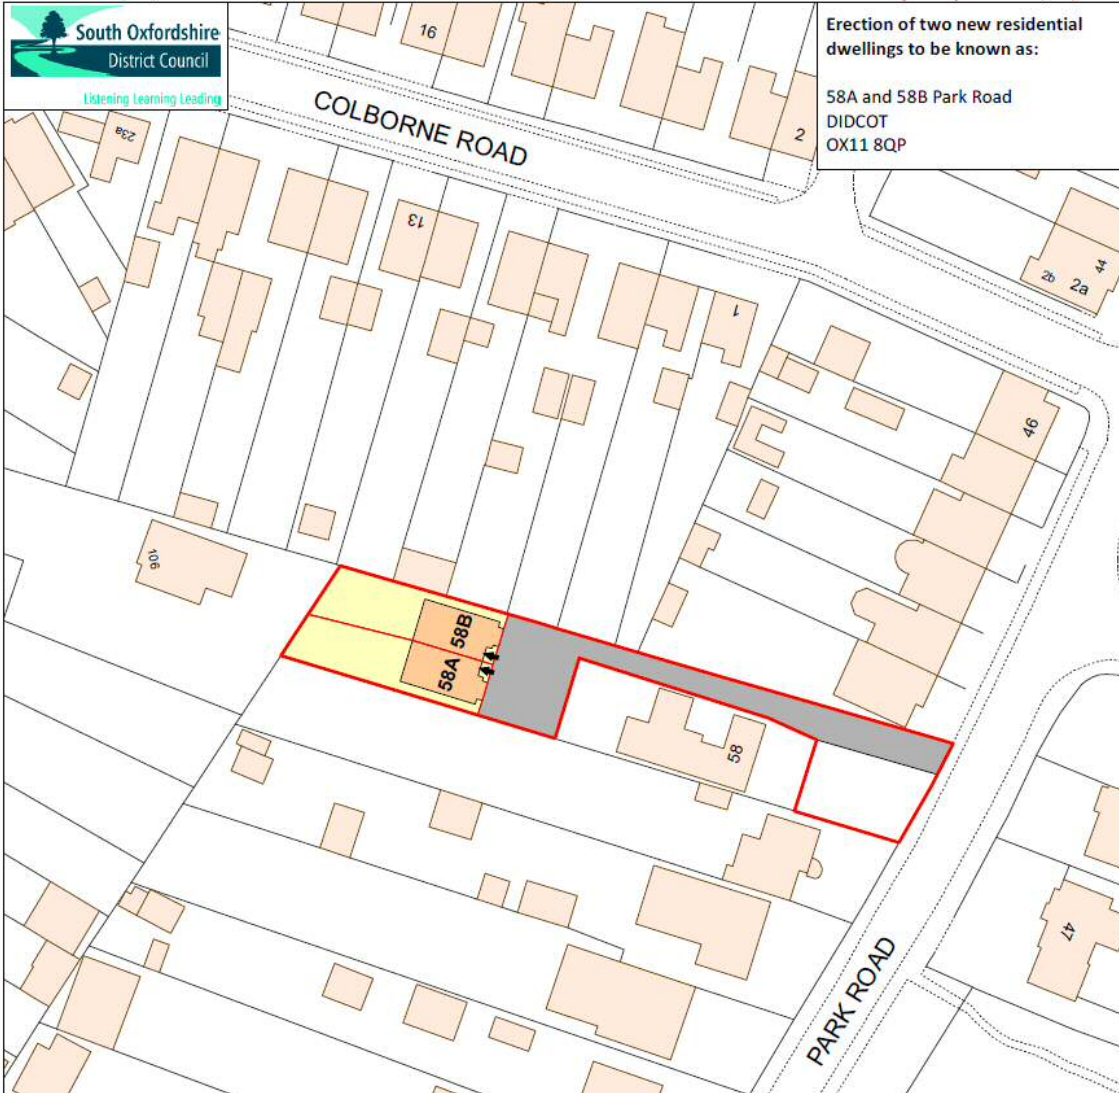 South Oxfordshire
District Council
Listening Learning Leading
Erection of two new residential
dwellings to be known as:
58A and 58B Park Road
DIDCOT
OX11 8QP
16
2
COLBORNE ROAD
23a
13
1
44
2b
2a
46
106
58B
58A
58
47
PARK ROAD